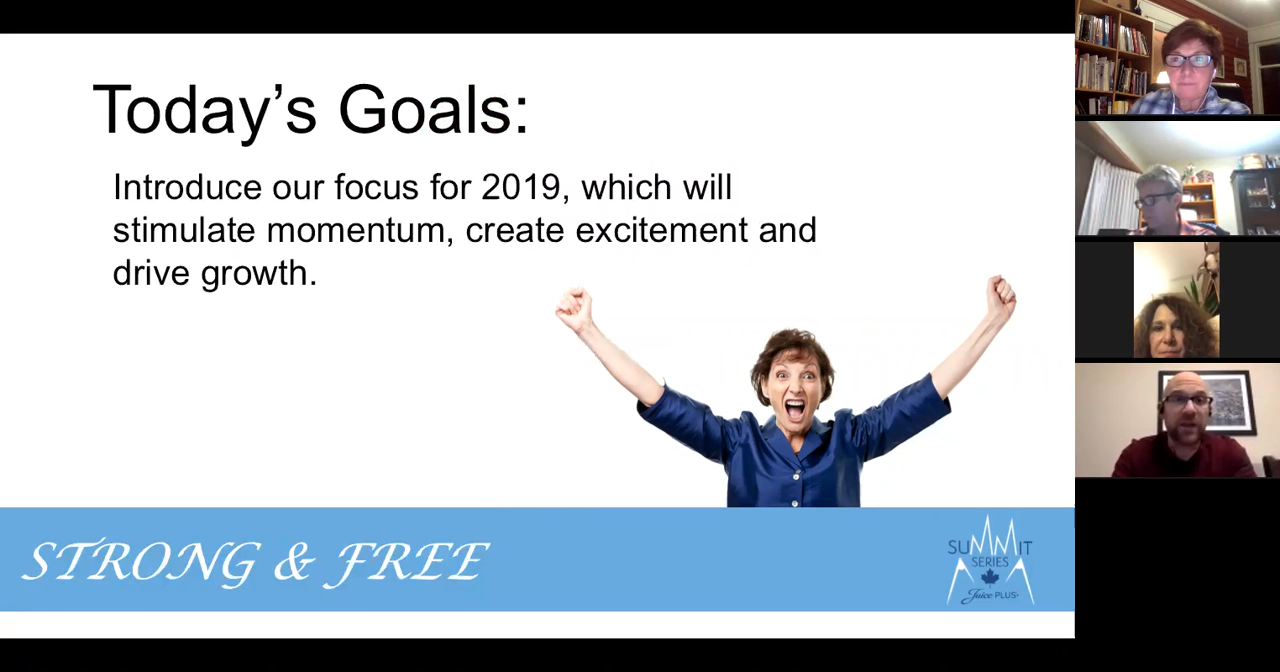 Today’s Goals:
Introduce our focus for 2019, which will
stimulate momentum, create excitement and
drive growth.
STRONG & FREE
SUMMIT
SERIES
Juice PLUS+